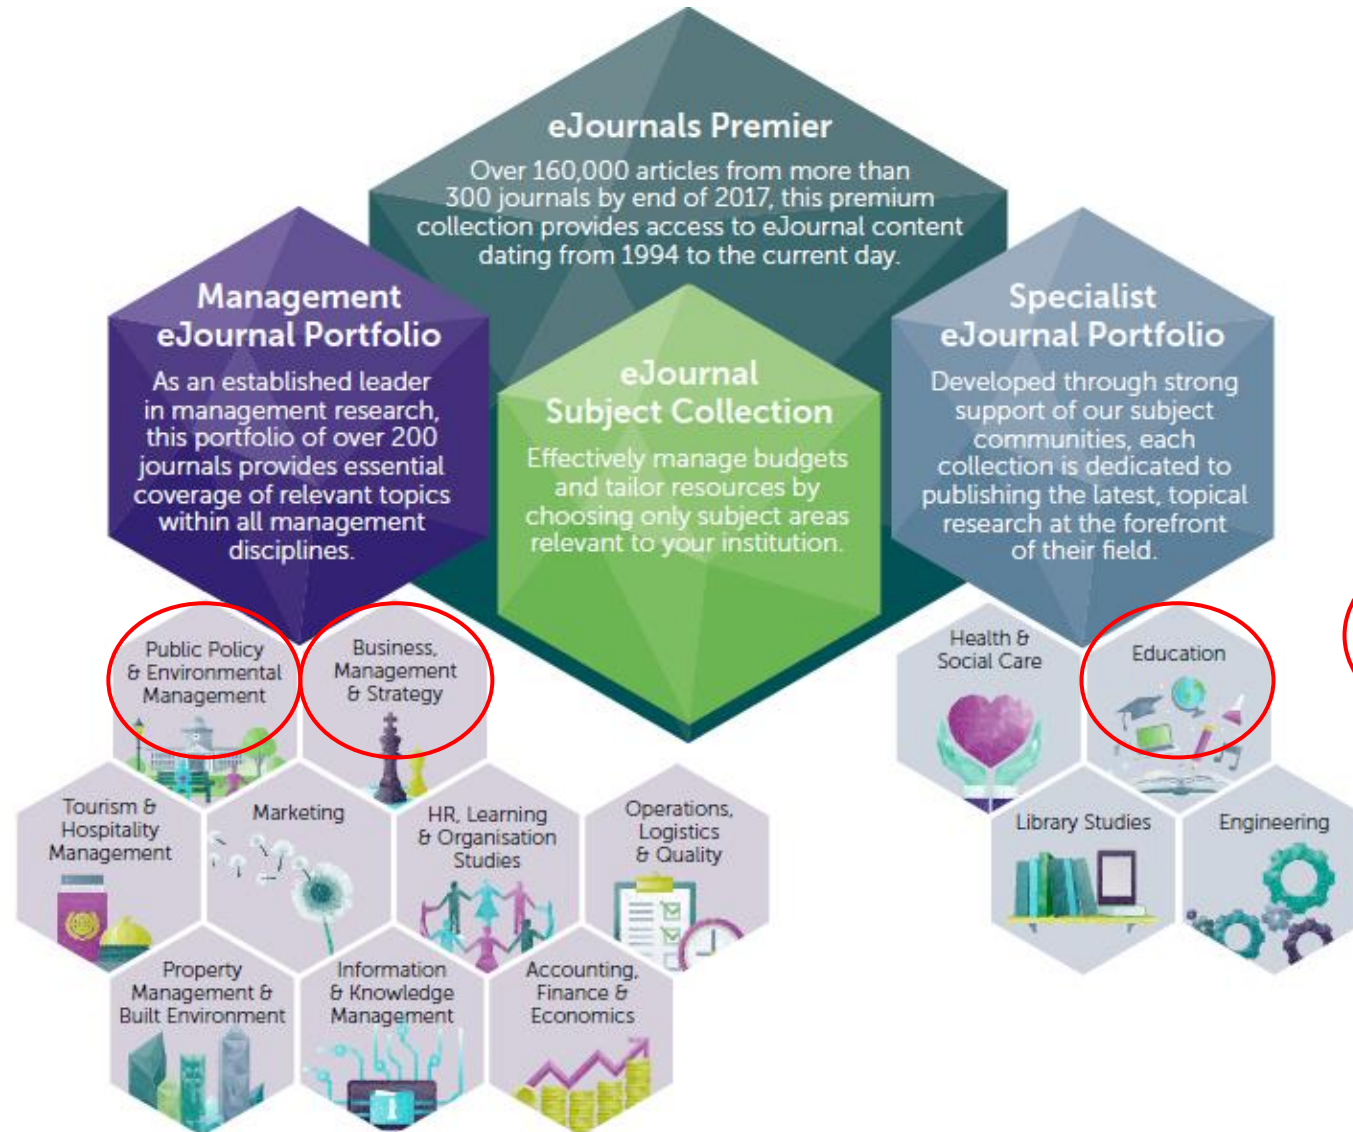 eJournals Premier
Over 160,000 articles from more than
300 journals by end of 2017, this premium
collection provides access to eJournal content
dating from 1994 to the current day.
Management
eJournal Portfolio
As an established leader
in management research,
this portfolio of over 200
journals provides essential
coverage of relevant topics
within all management
disciplines.
eJournal
Subject Collection
Effectively manage budgets
and tailor resources by
choosing only subject areas
relevant to your institution.
Specialist
eJournal Portfolio
Developed through strong
support of our subject
communities, each
collection is dedicated to
publishing the latest, topical
research at the forefront
of their field.
Public Policy
& Environmental
Management
Business,
Management
& Strategy
Health &
Social Care
Education
Tourism &
Hospitality
Management
Marketing
HR, Learning
& Organisation
Studies
Operations,
Logistics
& Quality
Library Studies
Engineering
Property
Management &
Built Environment
Information
& Knowledge
Management
Accounting,
Finance &
Economics